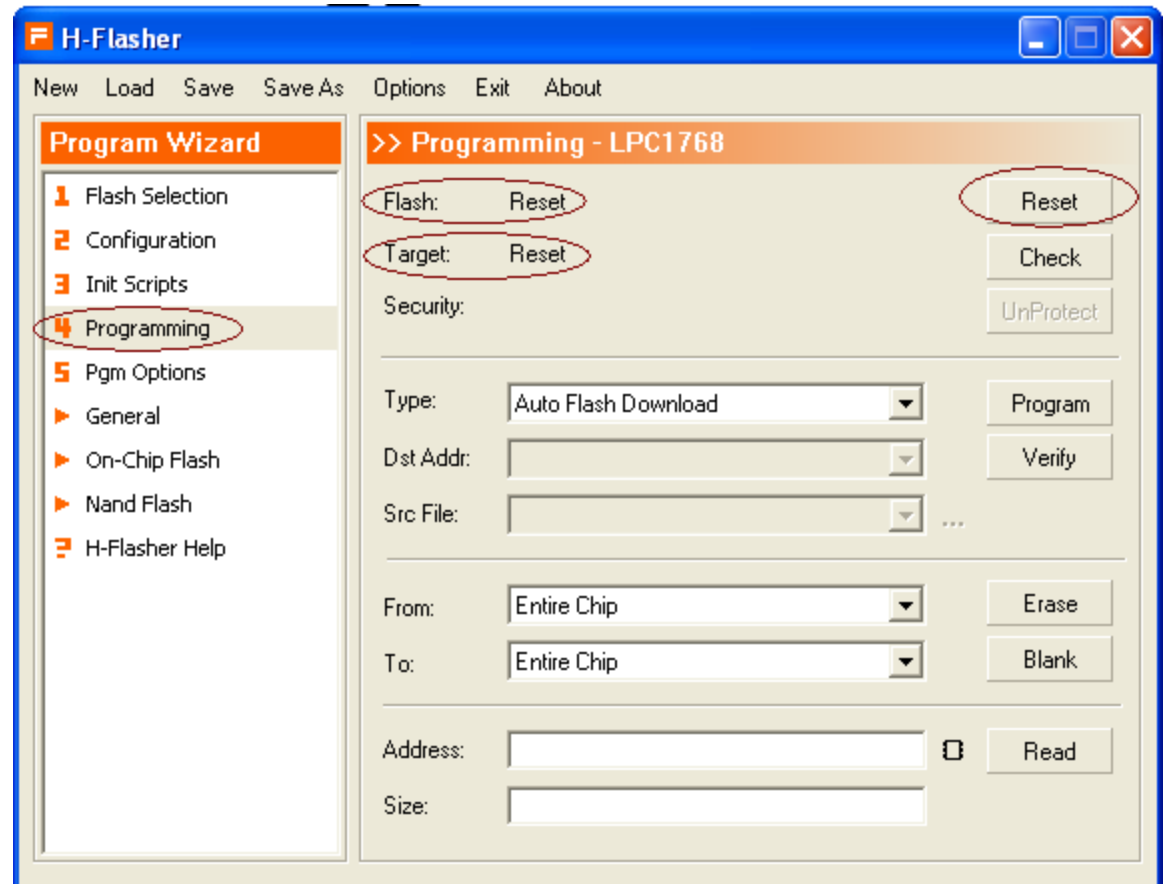 H-Flasher
New Load Save Save As Options Exit About
Program Wizard
1 Flash Selection
2 Configuration
3 Init Scripts
4 Programming
5 Pgm Options
General
On-Chip Flash
Nand Flash
? H-Flasher Help
>> Programming - LPC1768
Flash: Reset Reset
Target: Reset Check
Security: UnProtect
Type: Auto Flash Download Program
Dst Addr: Verify
Src File: ...
From: Entire Chip Erase
To: Entire Chip Blank
Address: Read
Size: